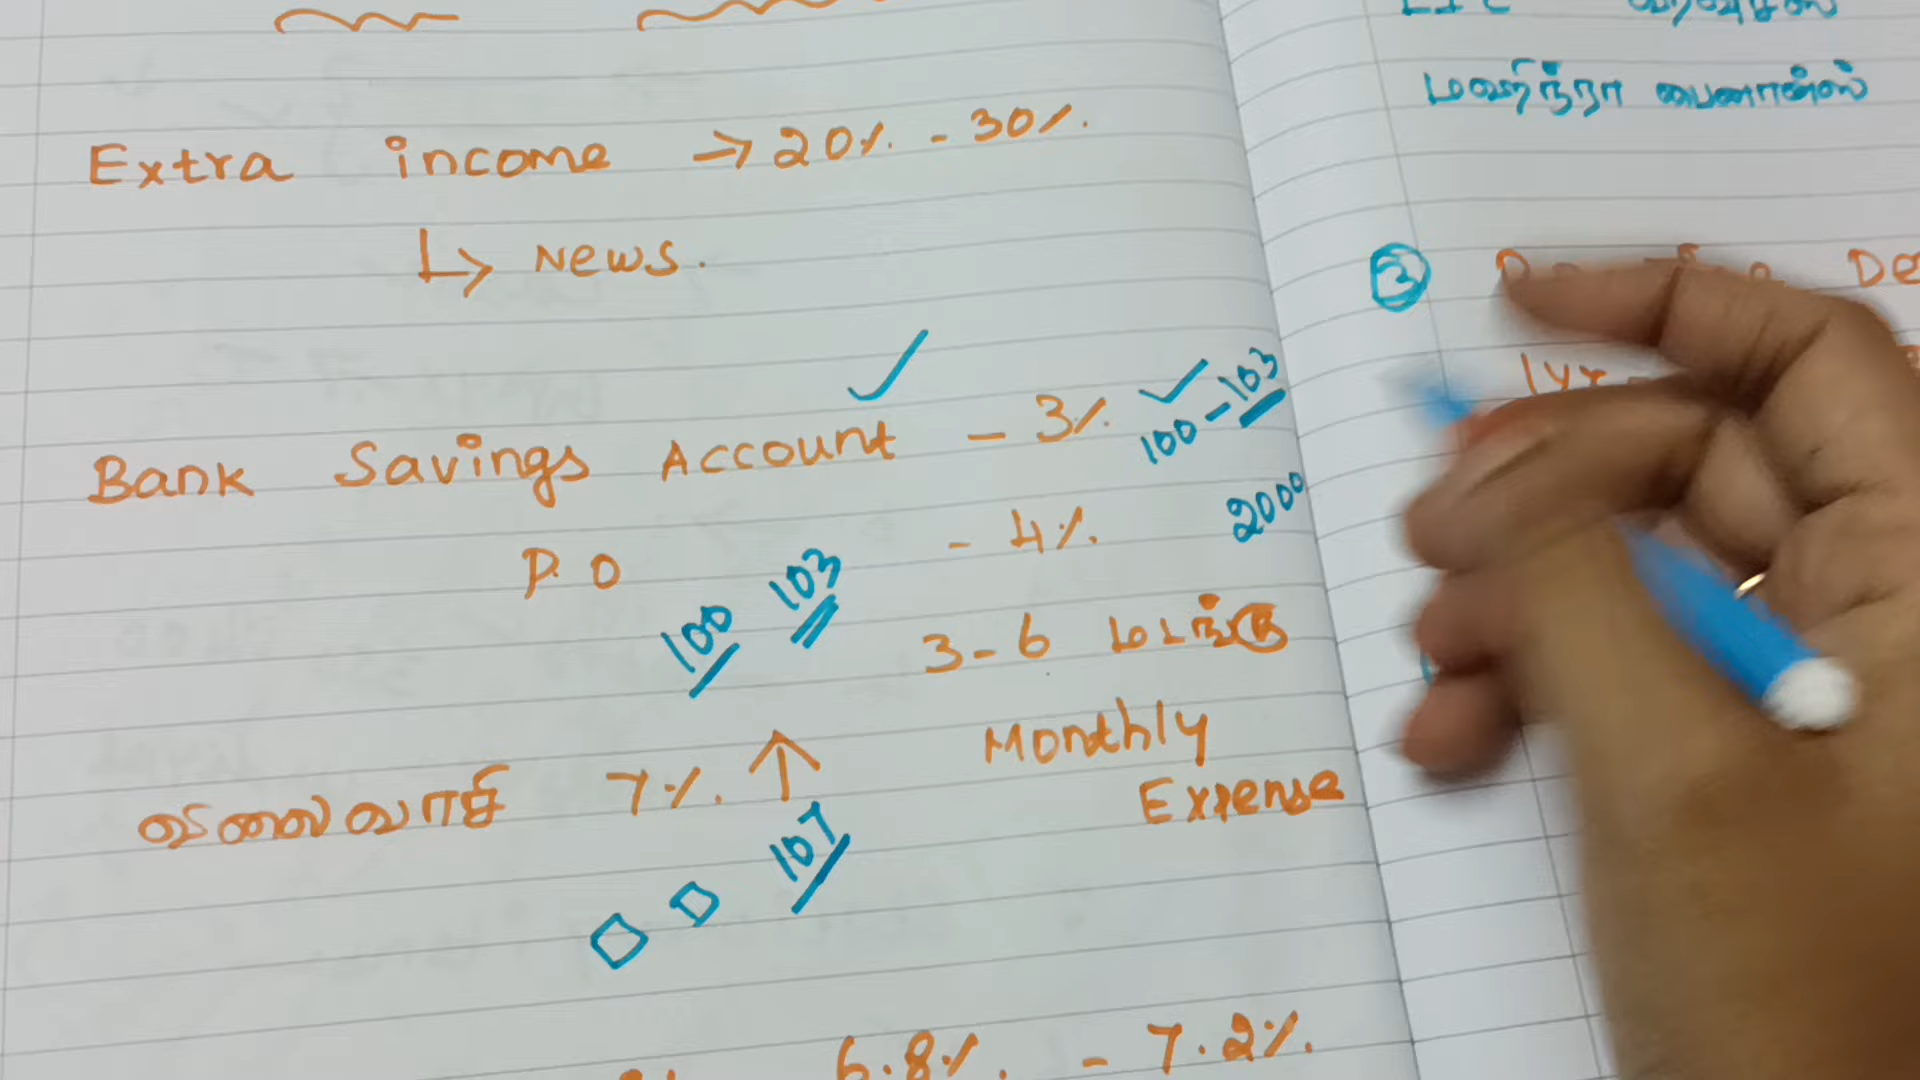 Extra income → 20% - 30%
↳ News.
Bank Savings Account - 3% ✓ 100 - 103
P.O - 4% 2000
100 103
3 - 6 மடங்கு
Monthly
Expense
விலைவாசி 7% ↑
107
6.8% - 7.2%
மஹிந்ரா பைனான்ஸ்
③
1yr